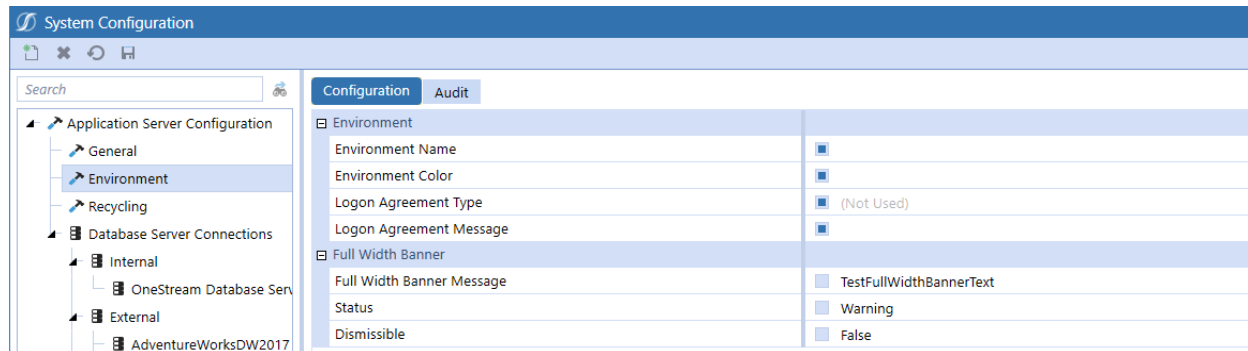 System Configuration
Search
Application Server Configuration
General
Environment
Recycling
Database Server Connections
Internal
OneStream Database Serv
External
AdventureWorksDW2017
Configuration Audit
Environment
Environment Name
Environment Color
Logon Agreement Type (Not Used)
Logon Agreement Message
Full Width Banner
Full Width Banner Message TestFullWidthBannerText
Status Warning
Dismissible False